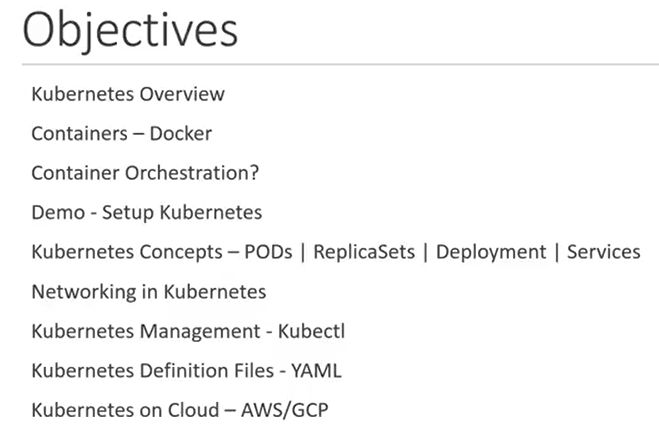 Objectives
Kubernetes Overview
Containers – Docker
Container Orchestration?
Demo - Setup Kubernetes
Kubernetes Concepts – PODs | ReplicaSets | Deployment | Services
Networking in Kubernetes
Kubernetes Management - Kubectl
Kubernetes Definition Files - YAML
Kubernetes on Cloud – AWS/GCP